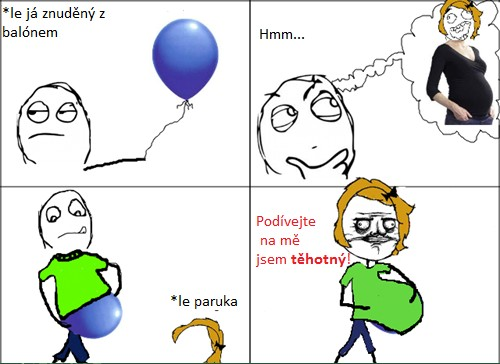 *le já znuděný z
balónem
Hmm...
*le paruka
Podívejte
na mě
jsem těhotný!